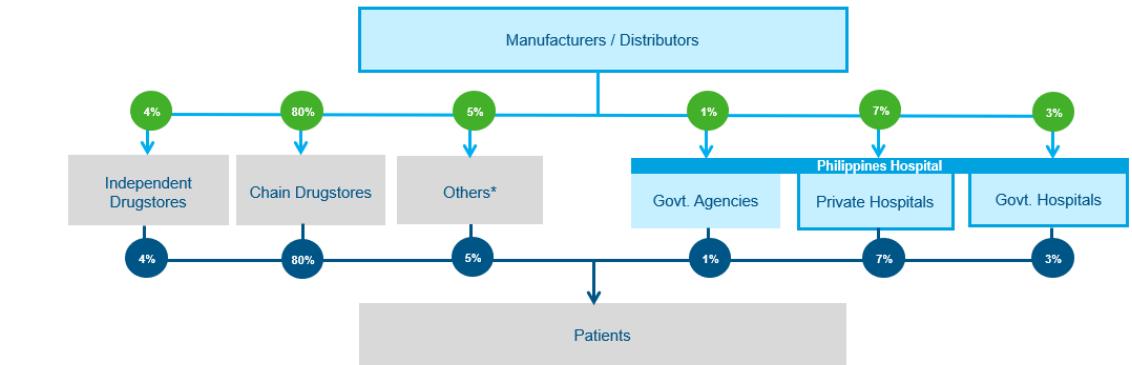 Manufacturers / Distributors
4%
80%
5%
1%
7%
3%
Philippines Hospital
Independent
Drugstores
Chain Drugstores
Others*
Govt. Agencies
Private Hospitals
Govt. Hospitals
4%
80%
5%
1%
7%
3%
Patients